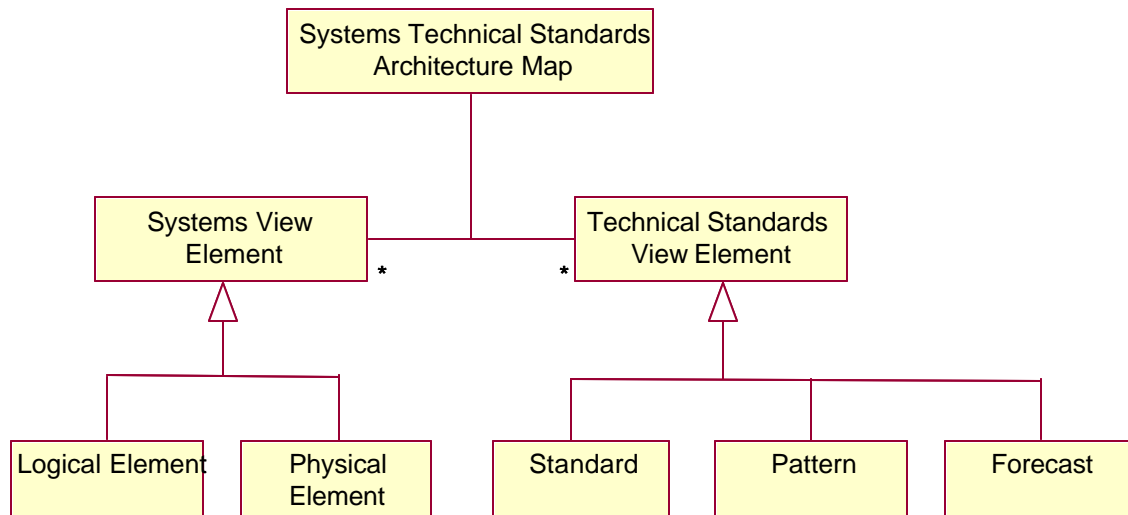 Systems Technical Standards
Architecture Map
Systems View
Element
Technical Standards
View Element
*
*
Logical Element
Physical
Element
Standard
Pattern
Forecast